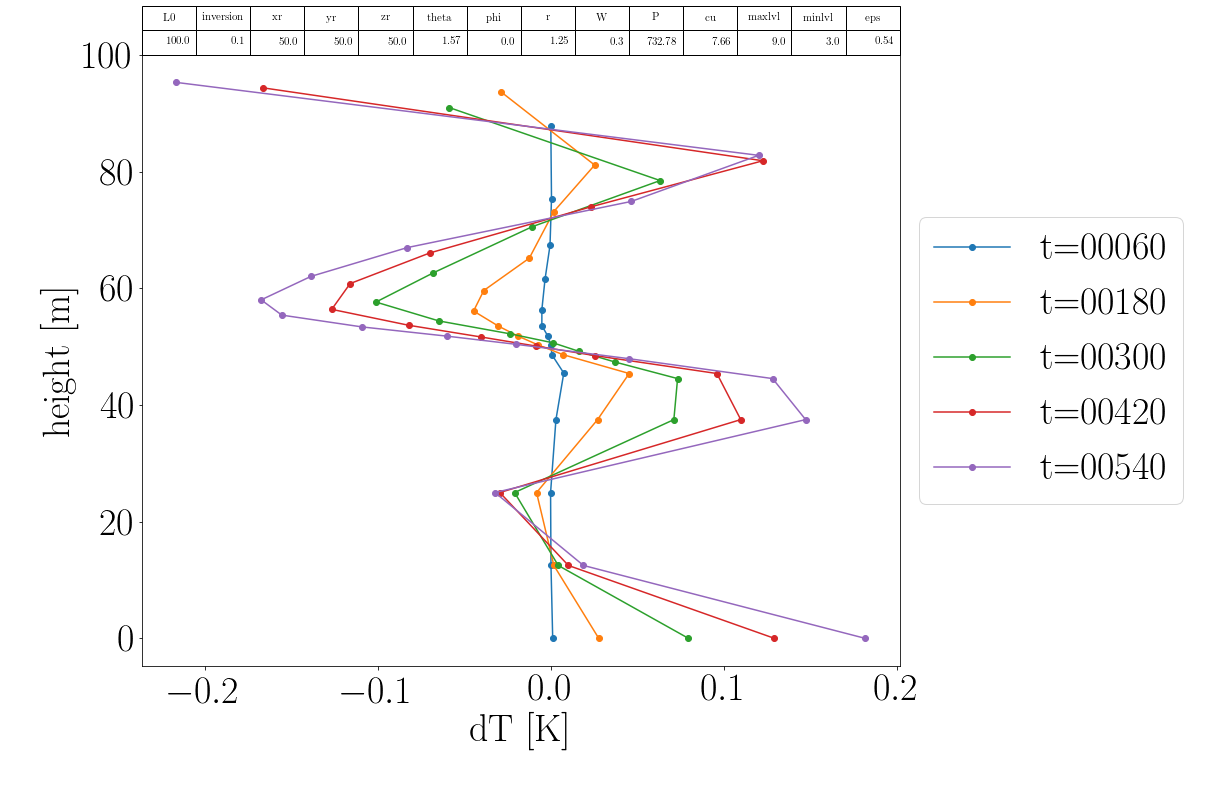 L0 inversion xr yr zr theta phi r W P cu maxlvl minlvl eps
100.0 0.1 50.0 50.0 50.0 1.57 0.0 1.25 0.3 732.78 7.66 9.0 3.0 0.54
100
80
60
40
20
0
height [m]
−0.2 −0.1 0.0 0.1 0.2
dT [K]
t=00060
t=00180
t=00300
t=00420
t=00540